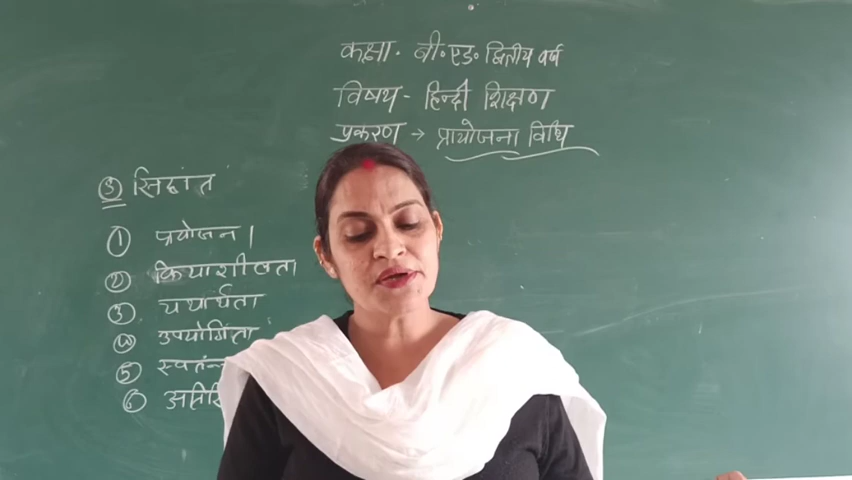 कक्षा. बी.एड. द्वितीय वर्ष
विषय - हिन्दी शिक्षण
प्रकरण → प्रायोजना विधि
③ सिद्धांत
① प्रयोजन।
② क्रियाशीलता
③ यथार्थता
④ उपयोगिता
⑤
⑥